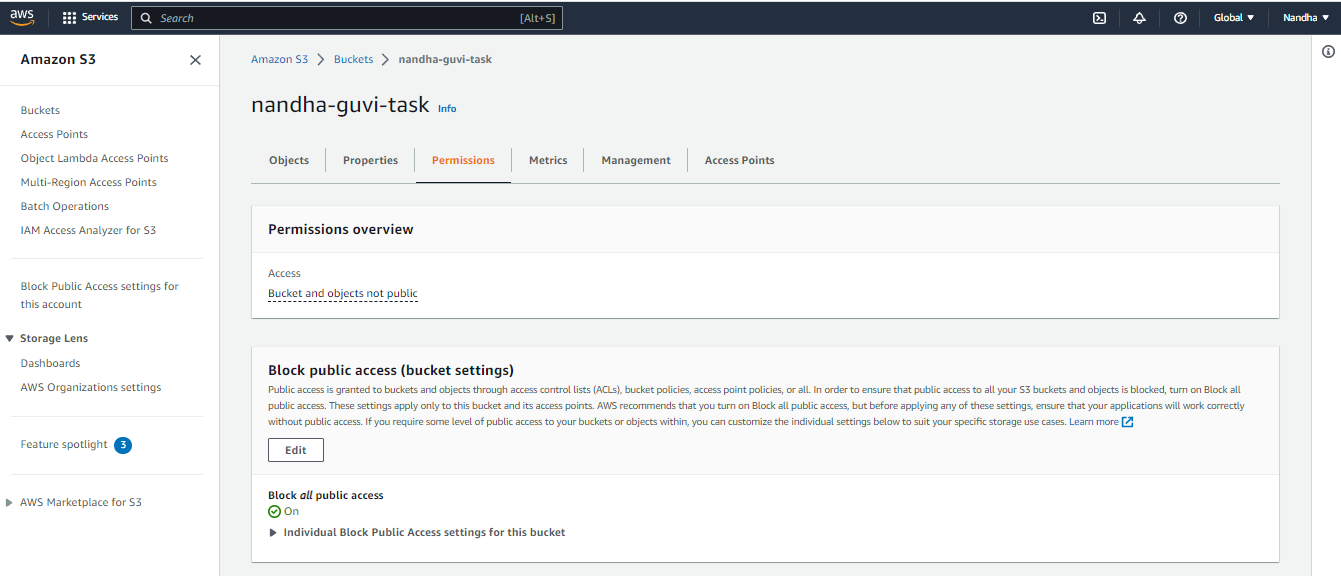 aws
Services
Search
[Alt+S]
Global
Nandha
Amazon S3
Buckets
Access Points
Object Lambda Access Points
Multi-Region Access Points
Batch Operations
IAM Access Analyzer for S3
Block Public Access settings for
this account
Storage Lens
Dashboards
AWS Organizations settings
Feature spotlight 3
AWS Marketplace for S3
Amazon S3 > Buckets > nandha-guvi-task
nandha-guvi-task Info
Objects
Properties
Permissions
Metrics
Management
Access Points
Permissions overview
Access
Bucket and objects not public
Block public access (bucket settings)
Public access is granted to buckets and objects through access control lists (ACLs), bucket policies, access point policies, or all. In order to ensure that public access to all your S3 buckets and objects is blocked, turn on Block all
public access. These settings apply only to this bucket and its access points. AWS recommends that you turn on Block all public access, but before applying any of these settings, ensure that your applications will work correctly
without public access. If you require some level of public access to your buckets or objects within, you can customize the individual settings below to suit your specific storage use cases. Learn more
Edit
Block all public access
On
Individual Block Public Access settings for this bucket